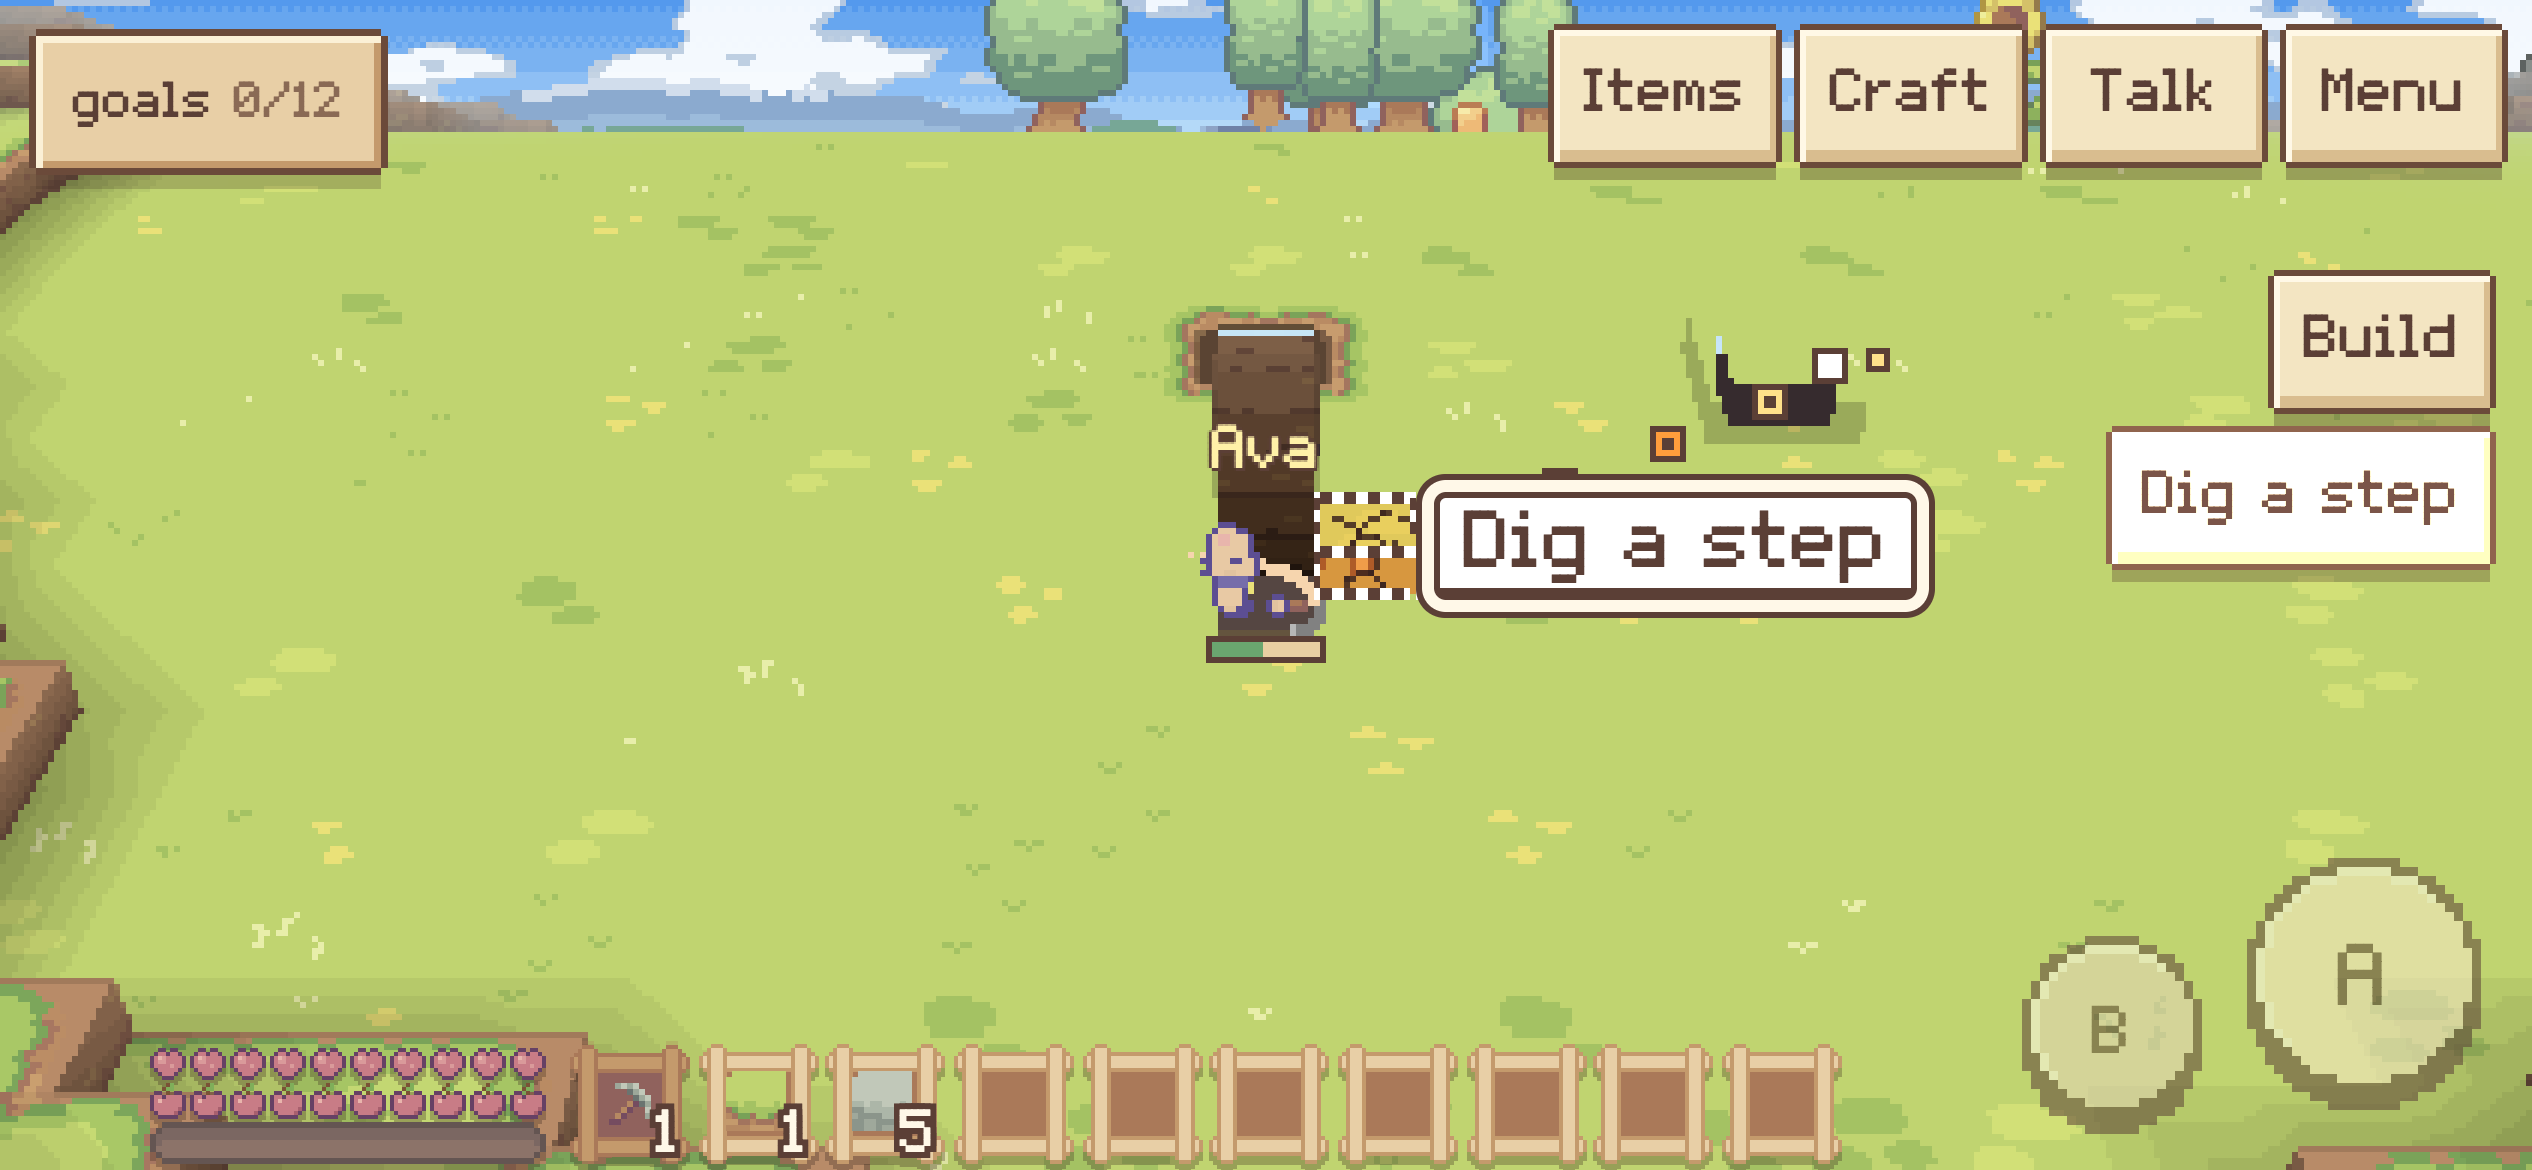 goals 0/12
Items
Craft
Talk
Menu
Build
Ava
Dig a step
Dig a step
A
B
1
1
5